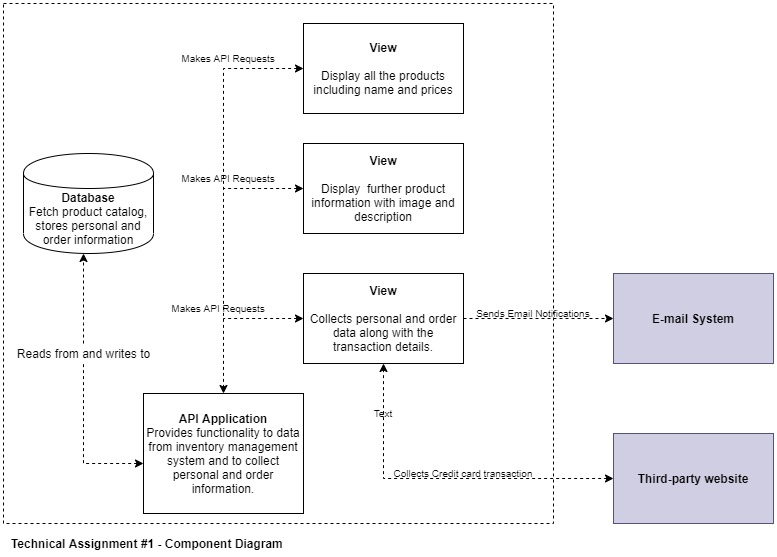 View
Makes API Requests
Display all the products
including name and prices
View
Makes API Requests
Display further product
information with image and
description
Database
Fetch product catalog,
stores personal and
order information
View
Makes API Requests
Collects personal and order
data along with the
transaction details.
Sends Email Notifications
E-mail System
Reads from and writes to
API Application
Provides functionality to data
from inventory management
system and to collect
personal and order
information.
Text
Collects Credit card transaction
Third-party website
Technical Assignment #1 - Component Diagram